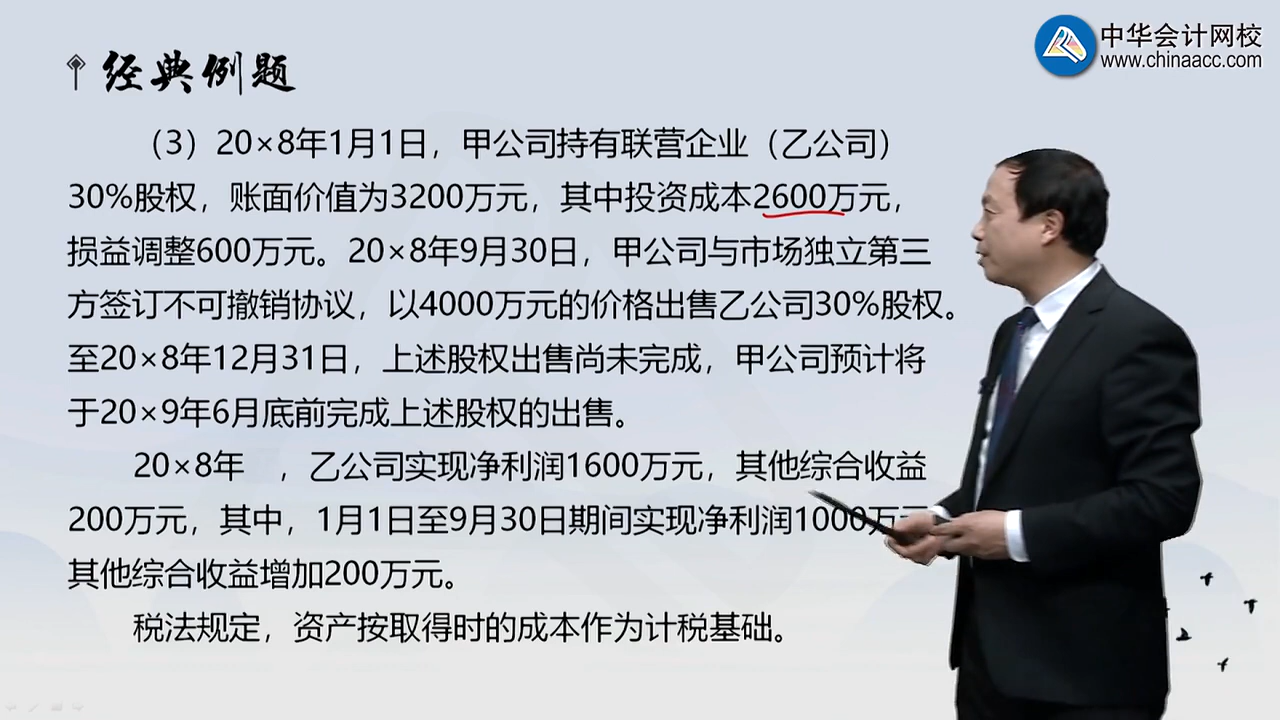 中华会计网校
www.chinaacc.com
经典例题
（3）20×8年1月1日，甲公司持有联营企业（乙公司）
30%股权，账面价值为3200万元，其中投资成本2600万元，
损益调整600万元。20×8年9月30日，甲公司与市场独立第三
方签订不可撤销协议，以4000万元的价格出售乙公司30%股权。
至20×8年12月31日，上述股权出售尚未完成，甲公司预计将
于20×9年6月底前完成上述股权的出售。
20×8年 ，乙公司实现净利润1600万元，其他综合收益
200万元，其中，1月1日至9月30日期间实现净利润1000万元
其他综合收益增加200万元。
税法规定，资产按取得时的成本作为计税基础。